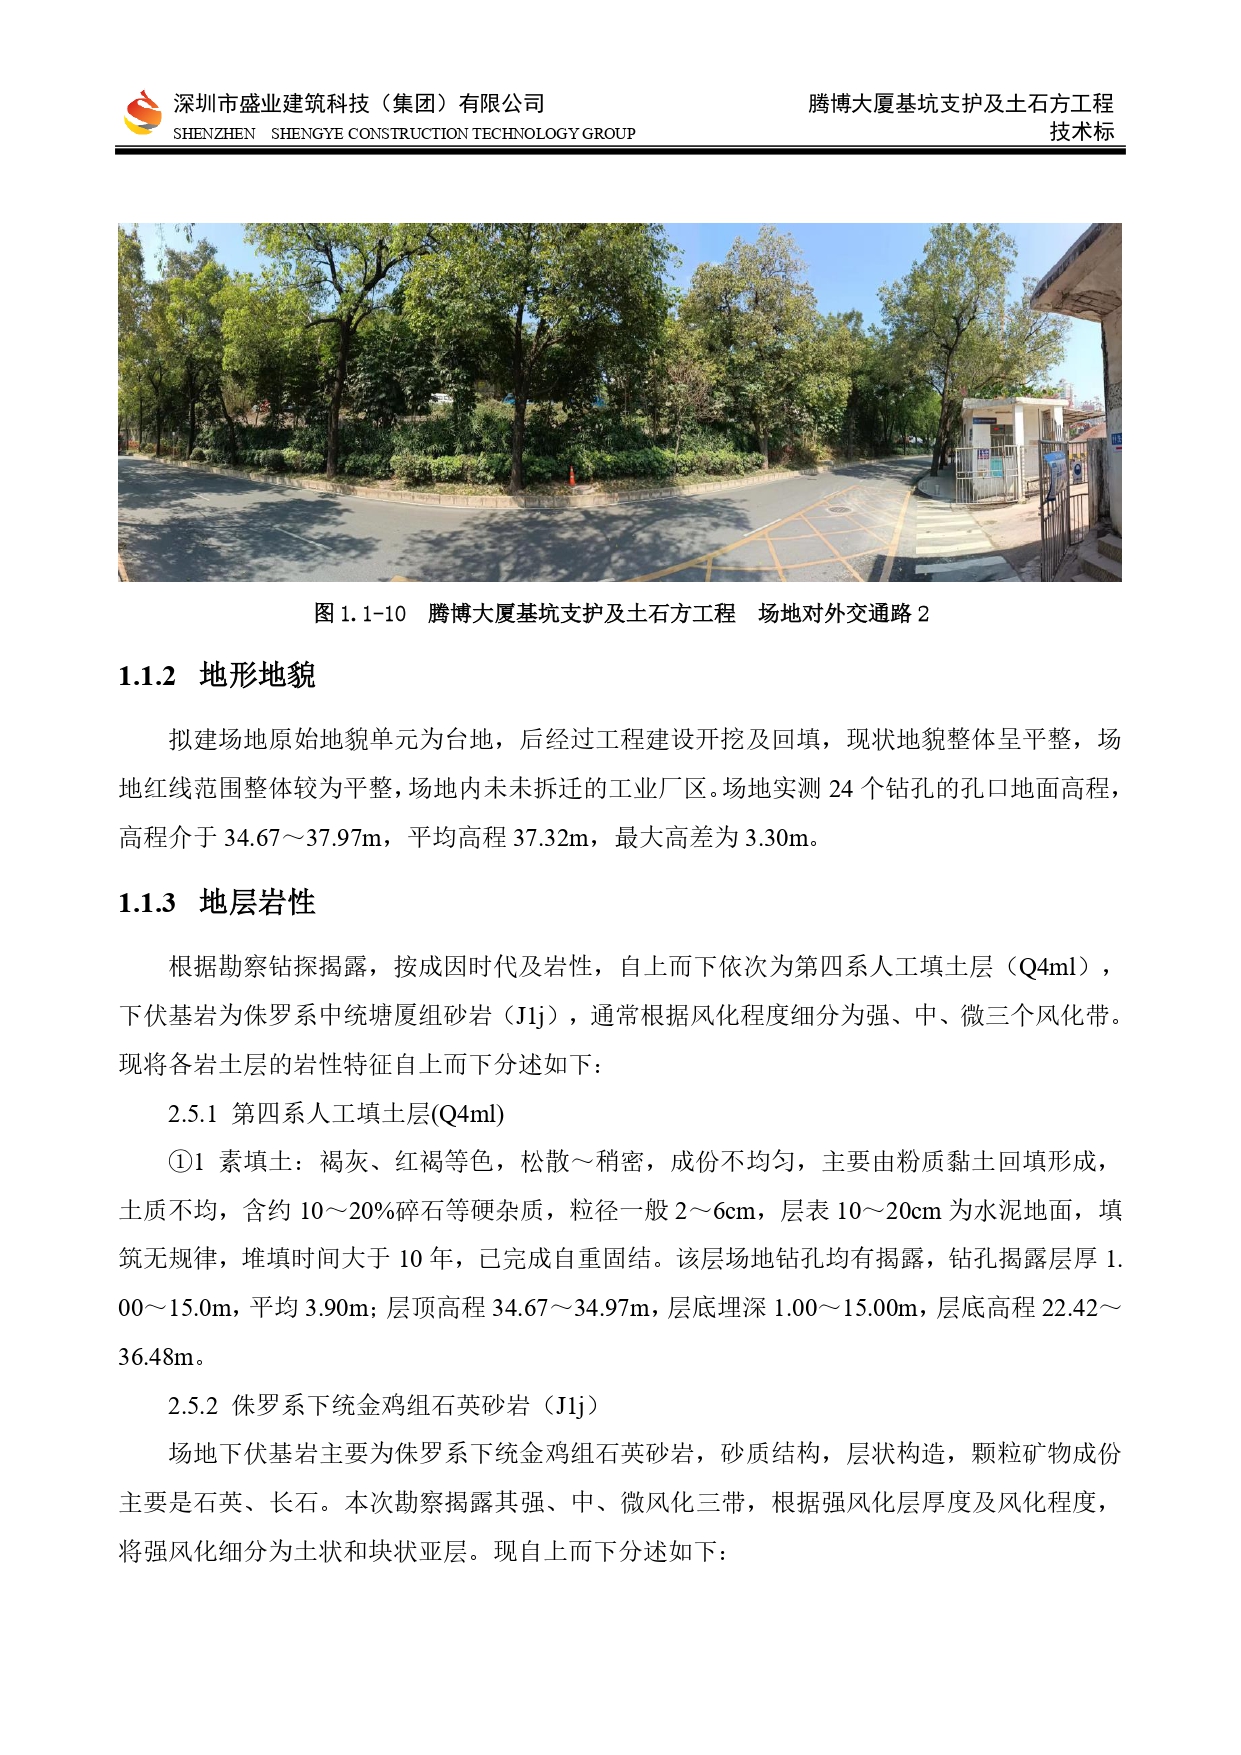 深圳市盛业建筑科技（集团）有限公司
腾博大厦基坑支护及土石方工程
SHENZHEN SHENGYE CONSTRUCTION TECHNOLOGY GROUP
技术标
图1.1-10 腾博大厦基坑支护及土石方工程 场地对外交通路2
1.1.2 地形地貌
拟建场地原始地貌单元为台地，后经过工程建设开挖及回填，现状地貌整体呈平整，场
地红线范围整体较为平整，场地内未未拆迁的工业厂区。场地实测 24 个钻孔的孔口地面高程，
高程介于 34.67～37.97m，平均高程 37.32m，最大高差为 3.30m。
1.1.3 地层岩性
根据勘察钻探揭露，按成因时代及岩性，自上而下依次为第四系人工填土层（Q4ml），
下伏基岩为侏罗系中统塘厦组砂岩（J1j），通常根据风化程度细分为强、中、微三个风化带。
现将各岩土层的岩性特征自上而下分述如下：
2.5.1 第四系人工填土层(Q4ml)
①1 素填土：褐灰、红褐等色，松散～稍密，成份不均匀，主要由粉质黏土回填形成，
土质不均，含约 10～20%碎石等硬杂质，粒径一般 2～6cm，层表 10～20cm 为水泥地面，填
筑无规律，堆填时间大于 10 年，已完成自重固结。该层场地钻孔均有揭露，钻孔揭露层厚 1.
00～15.0m，平均 3.90m；层顶高程 34.67～34.97m，层底埋深 1.00～15.00m，层底高程 22.42～
36.48m。
2.5.2 侏罗系下统金鸡组石英砂岩（J1j）
场地下伏基岩主要为侏罗系下统金鸡组石英砂岩，砂质结构，层状构造，颗粒矿物成份
主要是石英、长石。本次勘察揭露其强、中、微风化三带，根据强风化层厚度及风化程度，
将强风化细分为土状和块状亚层。现自上而下分述如下：